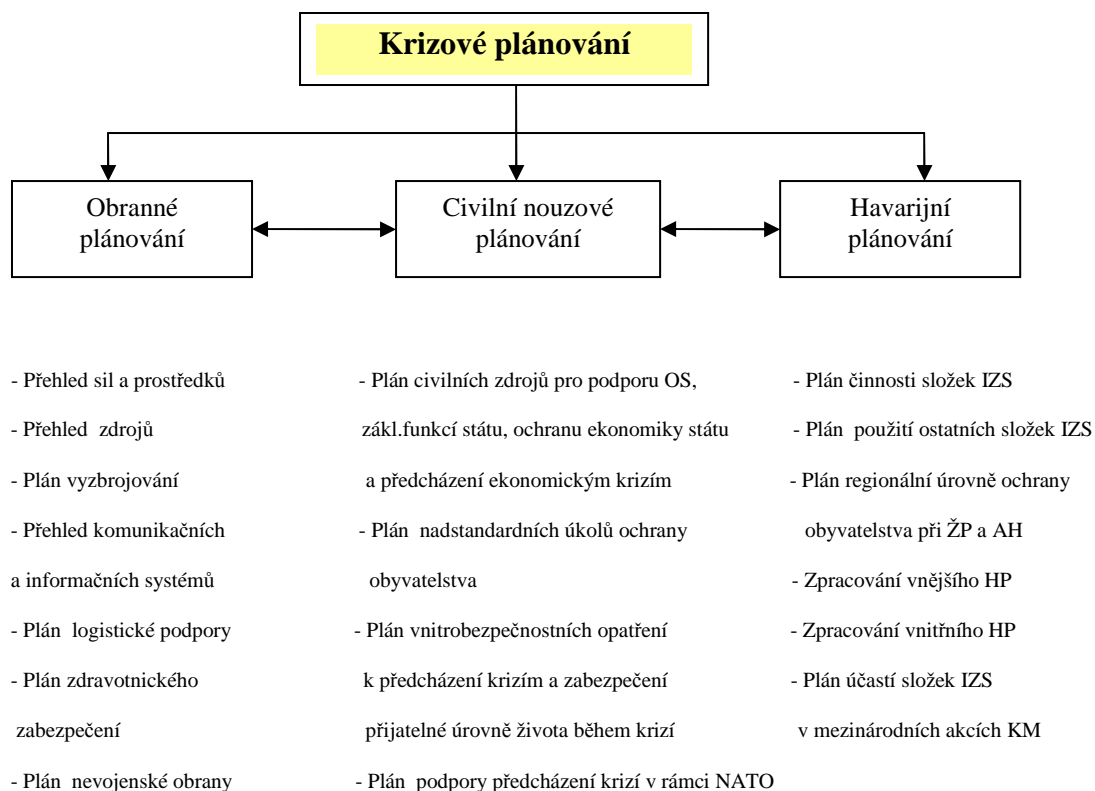 Krizové plánování
Obranné
plánování
Civilní nouzové
plánování
Havarijní
plánování
- Přehled sil a prostředků
- Přehled zdrojů
- Plán vyzbrojování
- Přehled komunikačních
a informačních systémů
- Plán logistické podpory
- Plán zdravotnického
zabezpečení
- Plán nevojenské obrany
- Plán civilních zdrojů pro podporu OS,
zákl.funkcí státu, ochranu ekonomiky státu
a předcházení ekonomickým krizím
- Plán nadstandardních úkolů ochrany
obyvatelstva
- Plán vnitrobezpečnostních opatření
k předcházení krizím a zabezpečení
přijatelné úrovně života během krizí
- Plán podpory předcházení krizí v rámci NATO
- Plán činnosti složek IZS
- Plán použití ostatních složek IZS
- Plán regionální úrovně ochrany
obyvatelstva při ŽP a AH
- Zpracování vnějšího HP
- Zpracování vnitřního HP
- Plán účastí složek IZS
v mezinárodních akcích KM